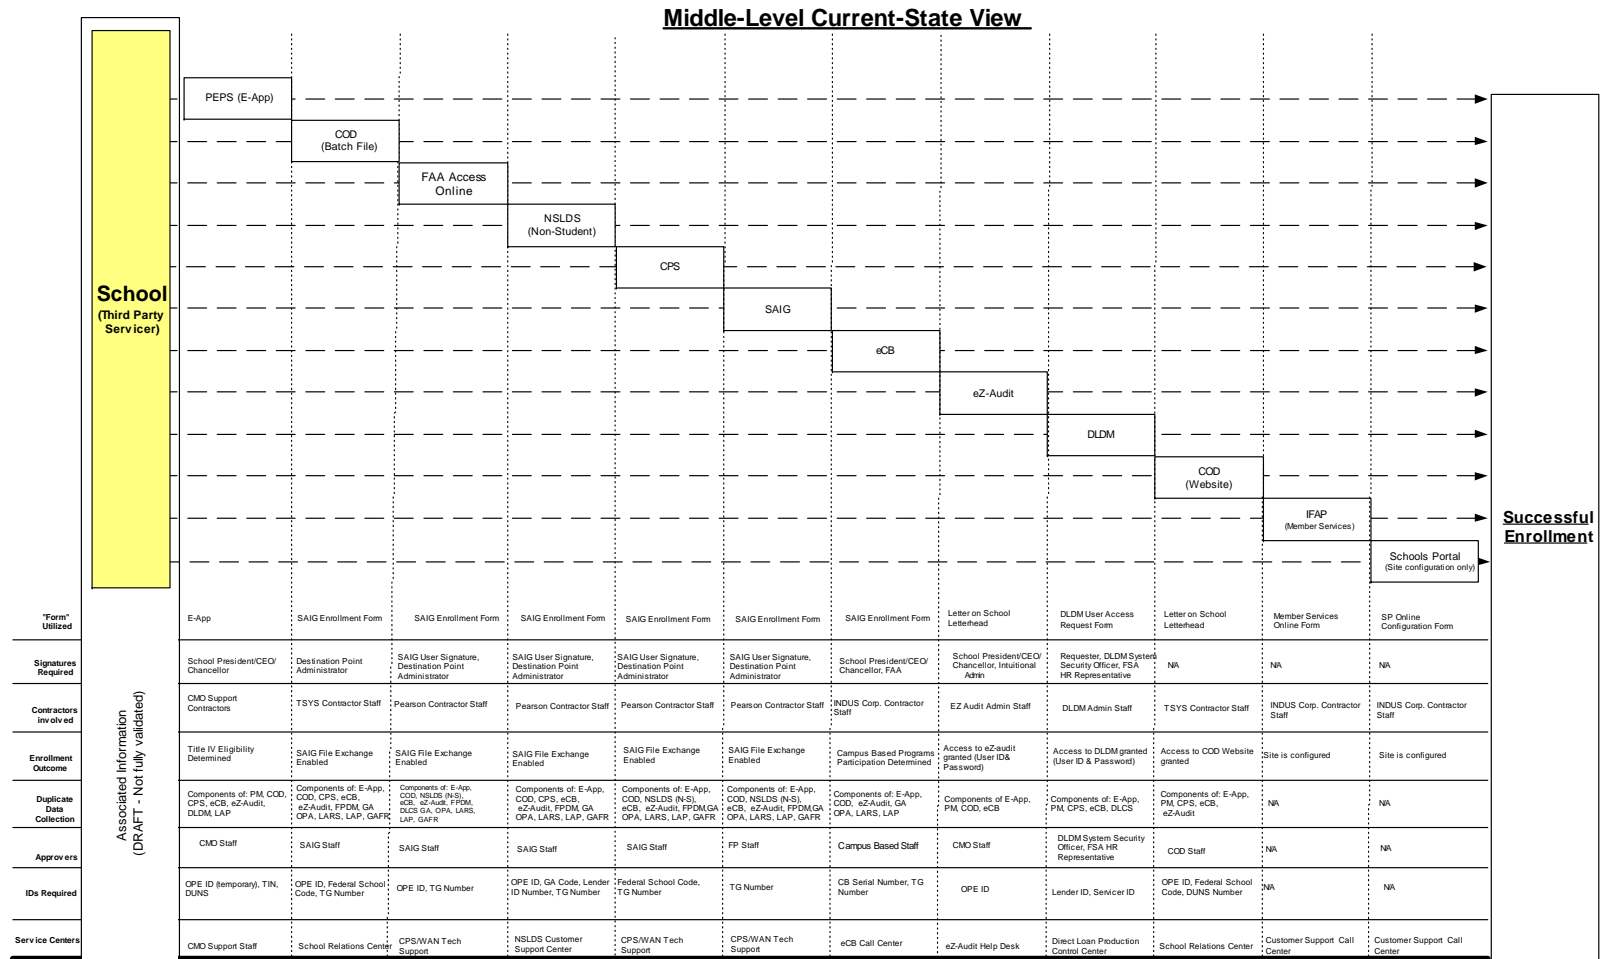 Middle-Level Current-State View
School
(Third Party
Servicer)
PEPS (E-App)
COD
(Batch File)
FAA Access
Online
NSLDS
(Non-Student)
CPS
SAIG
eCB
eZ-Audit
DLDM
COD
(Website)
IFAP
(Member Services)
Schools Portal
(Site configuration only)
Successful
Enrollment
Associated Information
(DRAFT - Not fully validated)
"Form"
Utilized
E-App
SAIG Enrollment Form
SAIG Enrollment Form
SAIG Enrollment Form
SAIG Enrollment Form
SAIG Enrollment Form
SAIG Enrollment Form
Letter on School
Letterhead
DLDM User Access
Request Form
Letter on School
Letterhead
Member Services
Online Form
SP Online
Configuration Form
Signatures
Required
School President/CEO/
Chancellor
Destination Point
Administrator
SAIG User Signature,
Destination Point
Administrator
SAIG User Signature,
Destination Point
Administrator
SAIG User Signature,
Destination Point
Administrator
SAIG User Signature,
Destination Point
Administrator
School President/CEO/
Chancellor, FAA
School President/CEO/
Chancellor, Intuitional
Admin
Requester, DLDM System
Security Officer, FSA
HR Representative
N/A
N/A
N/A
Contractors
involved
CMO Support
Contractors
TSYS Contractor Staff
Pearson Contractor Staff
Pearson Contractor Staff
Pearson Contractor Staff
Pearson Contractor Staff
INDUS Corp. Contractor
Staff
EZ Audit Admin Staff
DLDM Admin Staff
TSYS Contractor Staff
INDUS Corp. Contractor
Staff
INDUS Corp. Contractor
Staff
Enrollment
Outcome
Title IV Eligibility
Determined
SAIG File Exchange
Enabled
SAIG File Exchange
Enabled
SAIG File Exchange
Enabled
SAIG File Exchange
Enabled
SAIG File Exchange
Enabled
Campus Based Programs
Participation Determined
Access to eZ-audit
granted (User ID&
Password)
Access to DLDM granted
(User ID & Password)
Access to COD Website
granted
Site is configured
Site is configured
Duplicate
Data
Collection
Components of: PM, COD,
CPS, eCB, eZ-Audit,
DLDM, LAP
Components of: E-App,
COD, CPS, eCB,
eZ-Audit, FPDM, GA
OPA, LARS, LAP, GAFR
Components of: E-App,
COD, NSLDS (N-S),
eCB, eZ-Audit, FPDM,
DLCS GA, OPA, LARS,
LAP, GAFR
Components of: E-App,
COD, CPS, eCB,
eZ-Audit, FPDM, GA
OPA, LARS, LAP, GAFR
Components of: E-App,
COD, NSLDS (N-S),
eCB, eZ-Audit, FPDM,GA
OPA, LARS, LAP, GAFR
Components of: E-App,
COD, NSLDS (N-S),
eCB, eZ-Audit, FPDM,GA
OPA, LARS, LAP, GAFR
Components of: E-App,
COD, eZ-Audit, GA
OPA, LARS, LAP
Components of: E-App,
PM, COD, eCB
Components of: E-App,
PM, CPS, eCB, DLCS
Components of: E-App,
PM, CPS, eCB,
eZ-Audit
N/A
N/A
Approvers
CMO Staff
SAIG Staff
SAIG Staff
SAIG Staff
SAIG Staff
FP Staff
Campus Based Staff
CMO Staff
DLDM System Security
Officer, FSA HR
Representative
COD Staff
N/A
N/A
IDs Required
OPE ID (temporary), TIN,
DUNS
OPE ID, Federal School
Code, TG Number
OPE ID, TG Number
OPE ID, GA Code, Lender
ID Number, TG Number
Federal School Code,
TG Number
TG Number
CB Serial Number, TG
Number
OPE ID
Lender ID, Servicer ID
OPE ID, Federal School
Code, DUNS Number
N/A
N/A
Service Centers
CMO Support Staff
School Relations Center
CPS/WAN Tech
Support
NSLDS Customer
Support Center
CPS/WAN Tech
Support
CPS/WAN Tech
Support
eCB Call Center
eZ-Audit Help Desk
Direct Loan Production
Control Center
School Relations Center
Customer Support Call
Center
Customer Support Call
Center